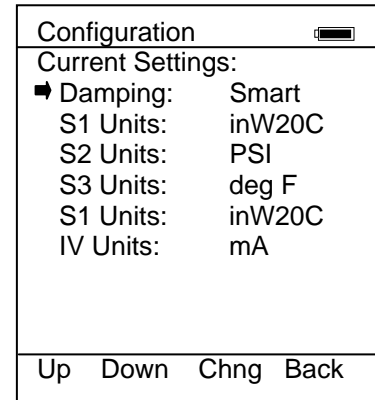 Configuration
Current Settings:
Damping: Smart
S1 Units: inW20C
S2 Units: PSI
S3 Units: deg F
S1 Units: inW20C
IV Units: mA
Up Down Chng Back